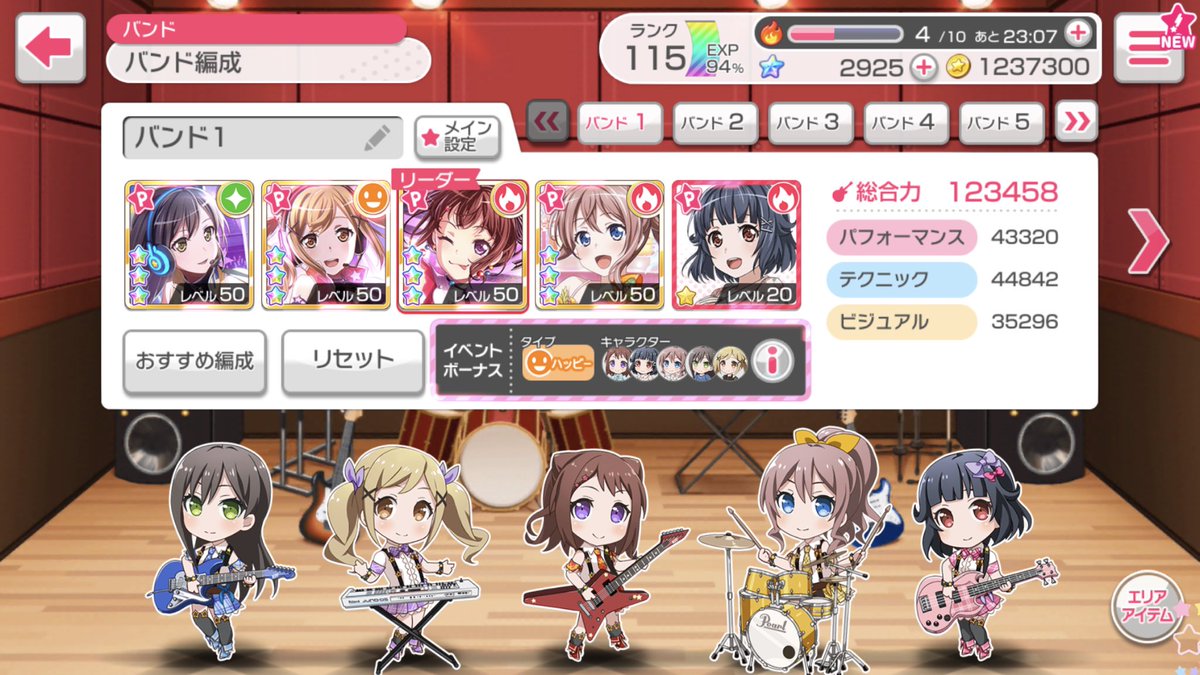 バンド
バンド編成
ランク
115
EXP
94%
4 /10 あと23:07
2925
1237300
NEW
バンド1
メイン
設定
バンド 1
バンド 2
バンド 3
バンド 4
バンド 5
リーダー
P
P
P
P
P
レベル50
レベル50
レベル50
レベル50
レベル20
総合力 123458
パフォーマンス 43320
テクニック 44842
ビジュアル 35296
おすすめ編成
リセット
イベント
ボーナス
タイプ
ハッピー
キャラクター
Pearl
エリア
アイテム